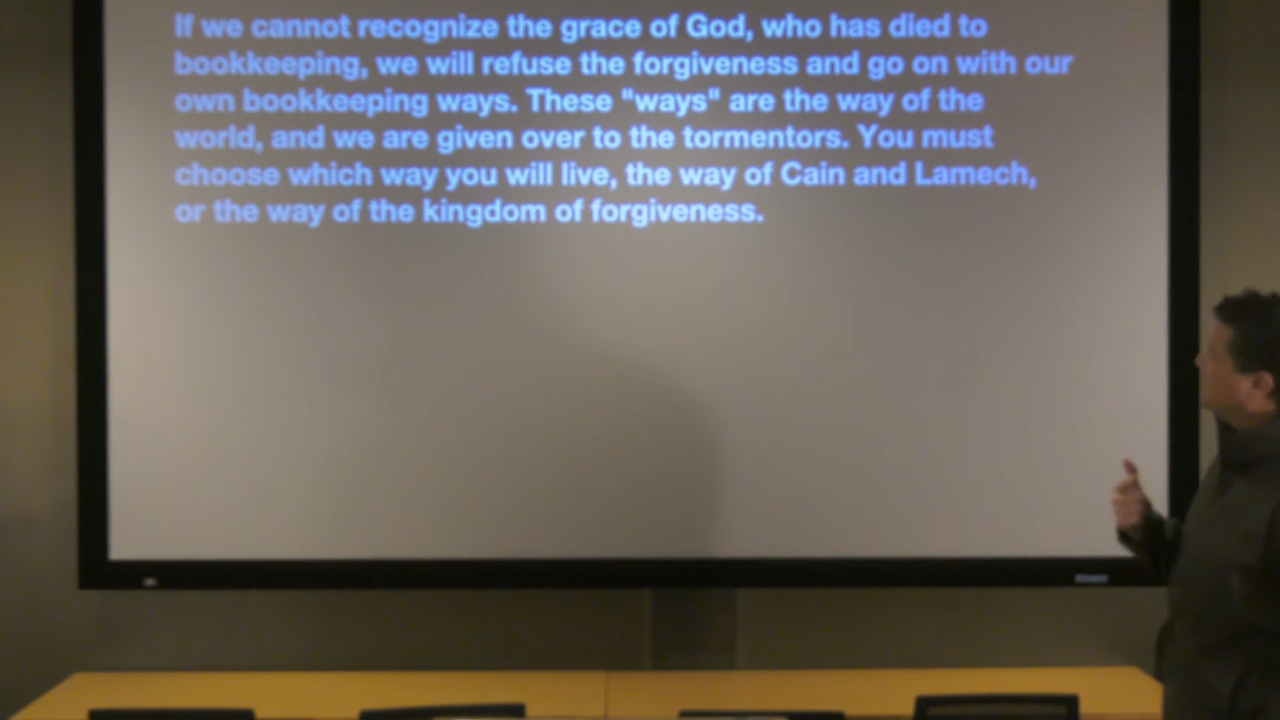 If we cannot recognize the grace of God, who has died to
bookkeeping, we will refuse the forgiveness and go on with our
own bookkeeping ways. These "ways" are the way of the
world, and we are given over to the tormentors. You must
choose which way you will live, the way of Cain and Lamech,
or the way of the kingdom of forgiveness.